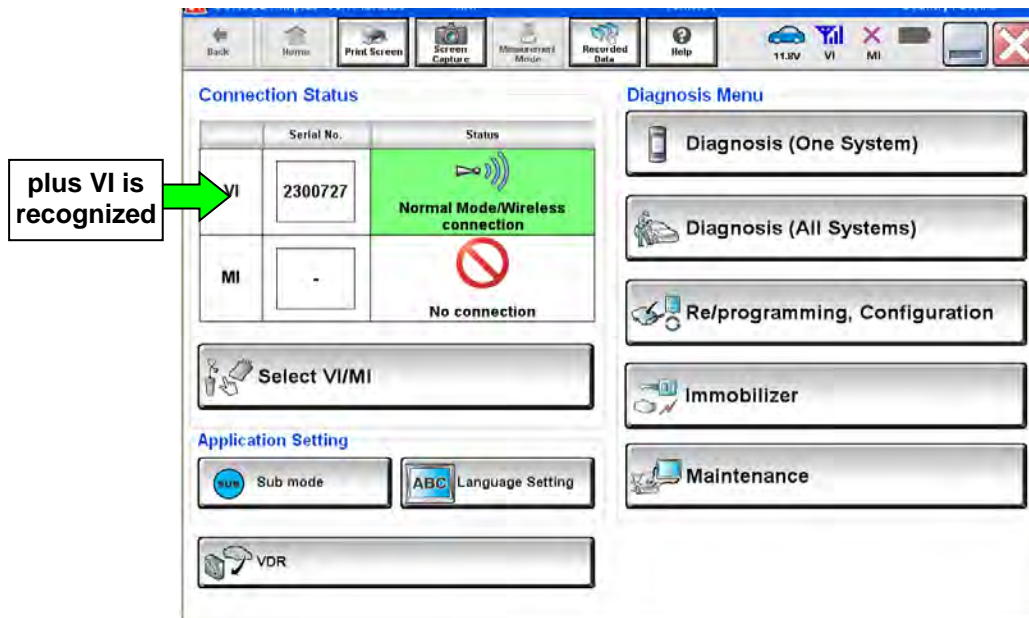 Back
Home
Print Screen
Screen
Capture
Measurement
Mode
Recorded
Data
Help
11.8V
VI
MI
Connection Status
Serial No.
Status
VI
2300727
Normal Mode/Wireless
connection
MI
-
No connection
Select VI/MI
Application Setting
SUB
Sub mode
ABC
Language Setting
VDR
Diagnosis Menu
Diagnosis (One System)
Diagnosis (All Systems)
Re/programming, Configuration
Immobilizer
Maintenance
plus VI is
recognized